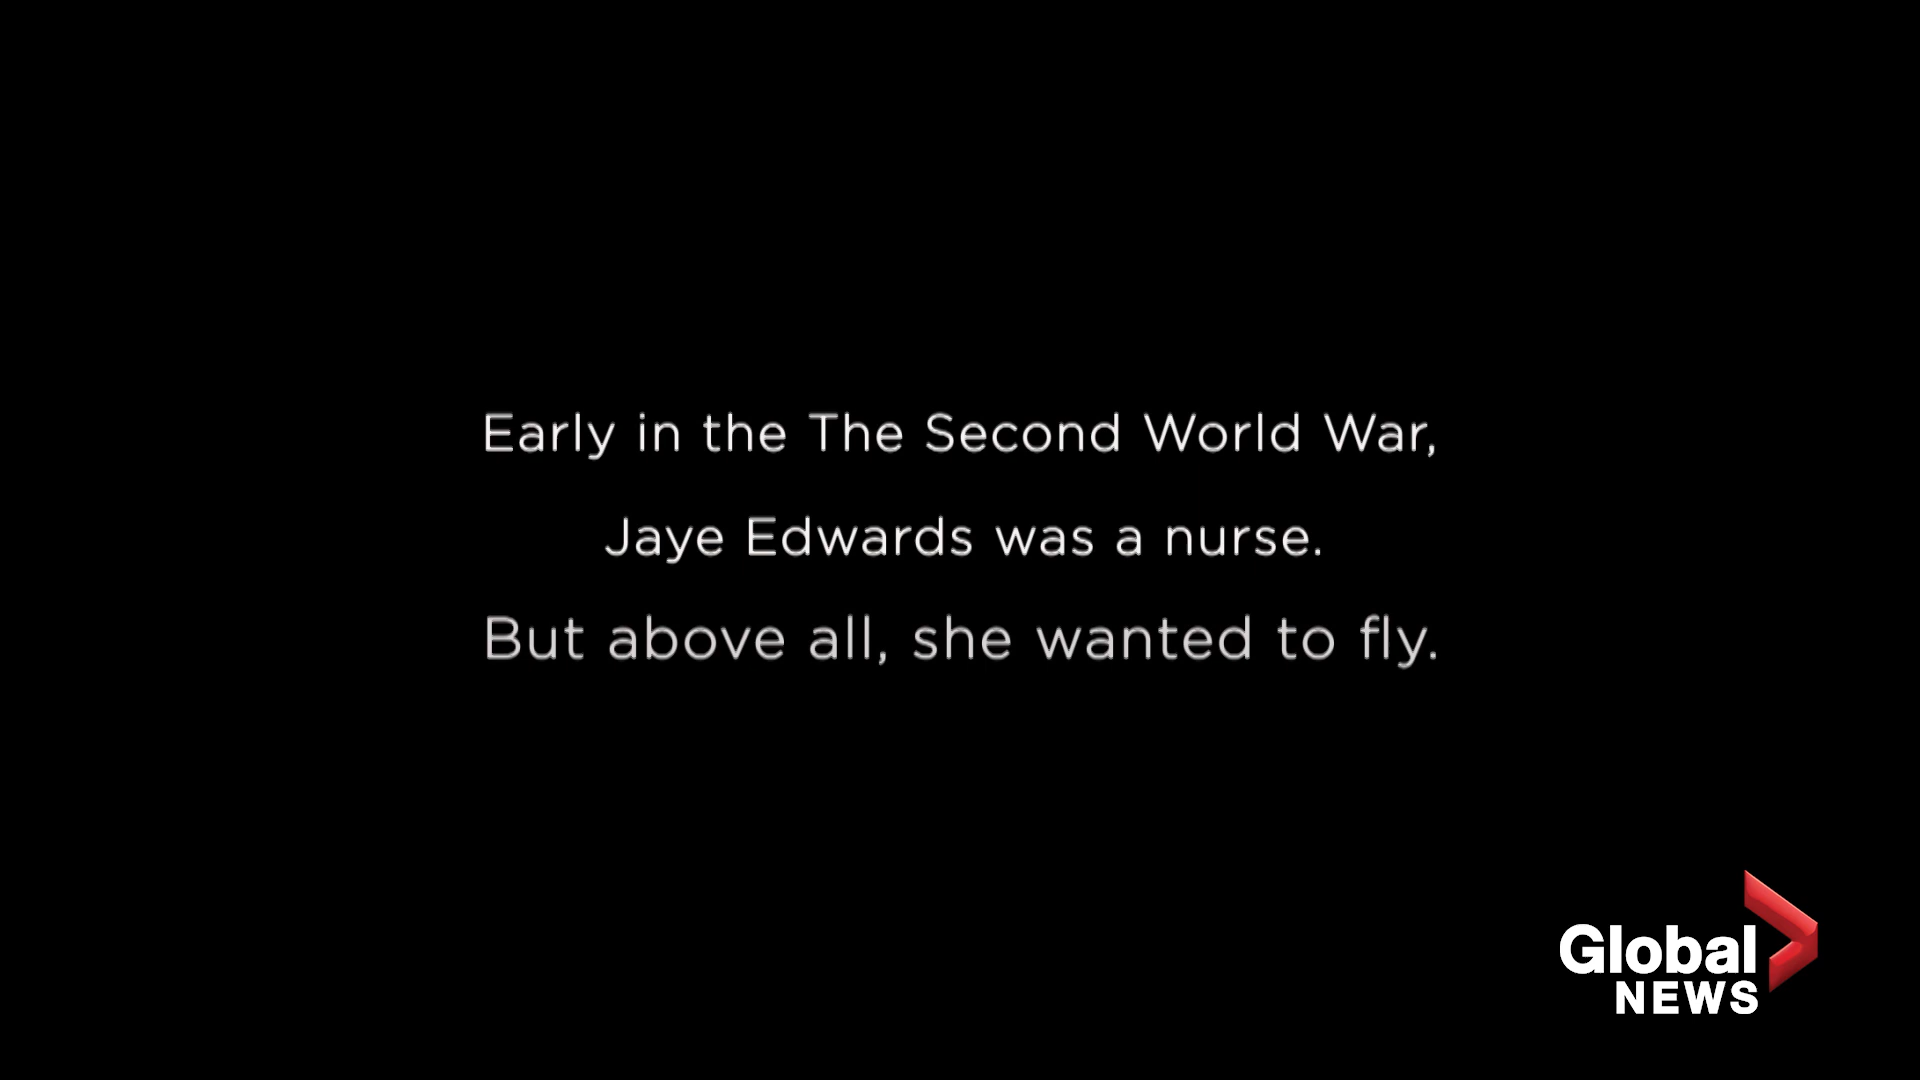 Early in the The Second World War,
Jaye Edwards was a nurse.
But above all, she wanted to fly.
Global
NEWS